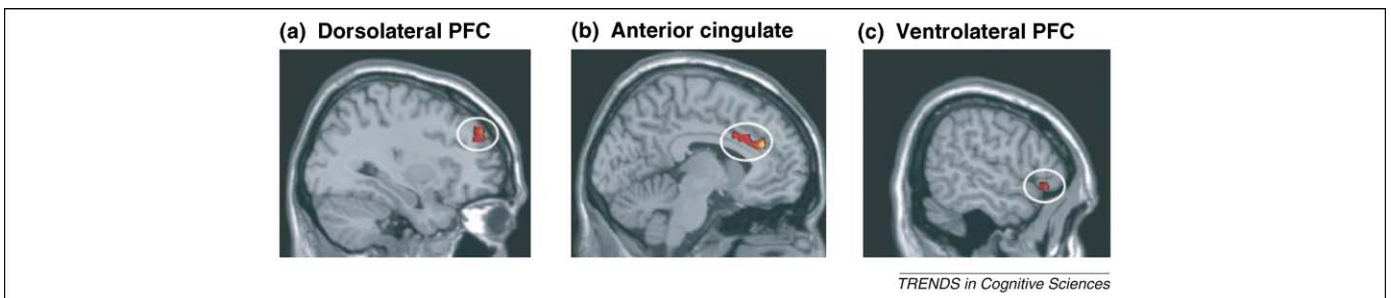 (a) Dorsolateral PFC
(b) Anterior cingulate
(c) Ventrolateral PFC
TRENDS in Cognitive Sciences